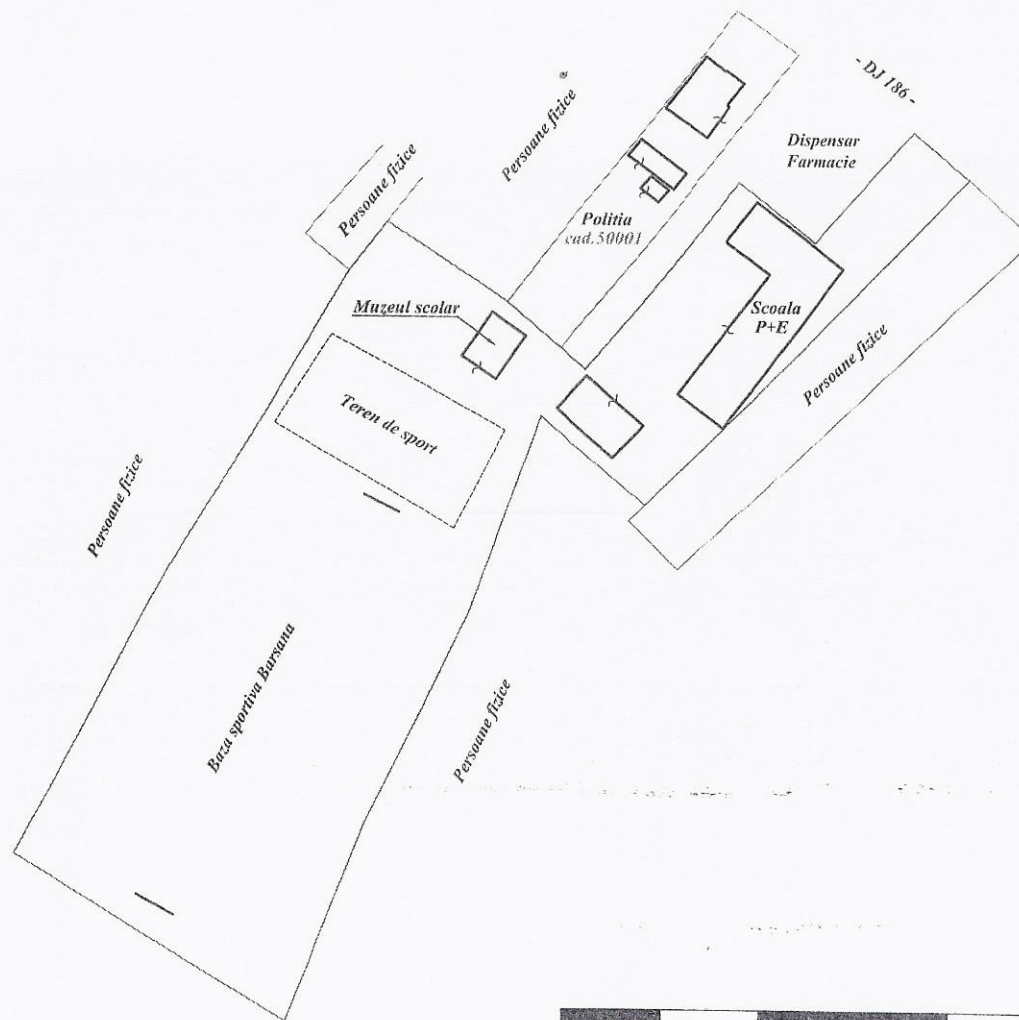 - DJ 186 -
Persoane fizice
Persoane fizice
Dispensar
Farmacie
Politia
cad.50001
Muzeul scolar
Scoala
P+E
Persoane fizice
Teren de sport
Persoane fizice
Baza sportiva Barsana
Persoane fizice